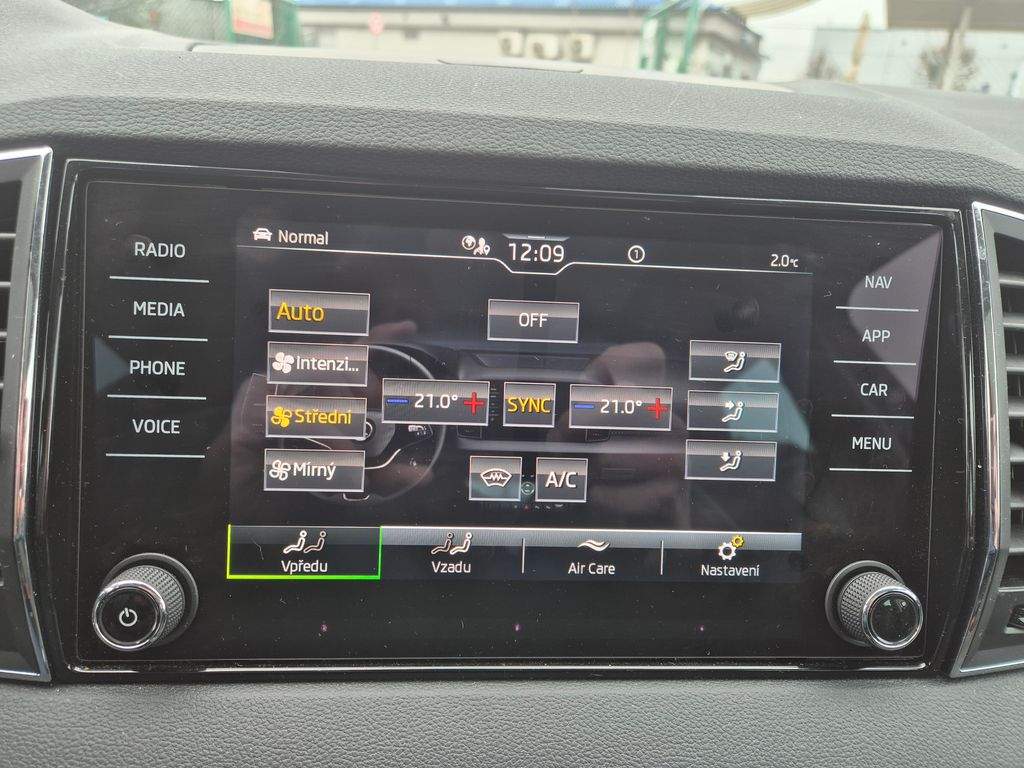 RADIO
MEDIA
PHONE
VOICE
Normal
12:09
1
2.0°C
Auto
OFF
Intenzi...
Střední
Mírný
21.0°
SYNC
21.0°
A/C
Vpředu
Vzadu
Air Care
Nastavení
NAV
APP
CAR
MENU